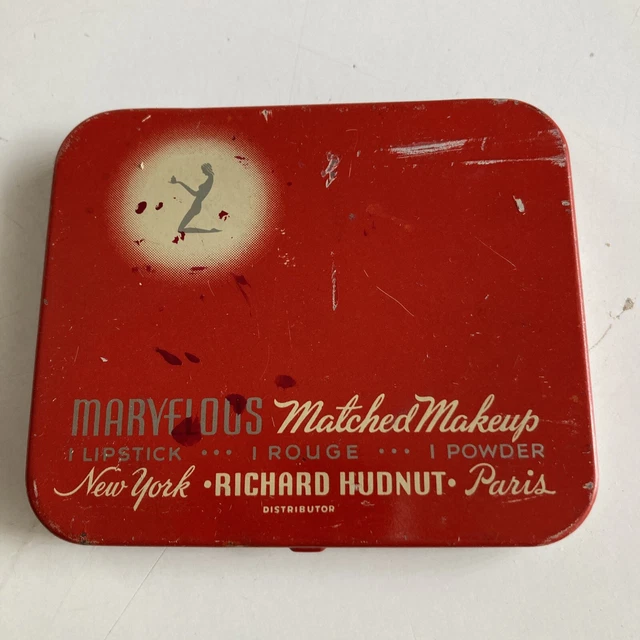 MARVELOUS Matched Makeup
1 LIPSTICK ••• 1 ROUGE ••• 1 POWDER
New York • RICHARD HUDNUT • Paris
DISTRIBUTOR